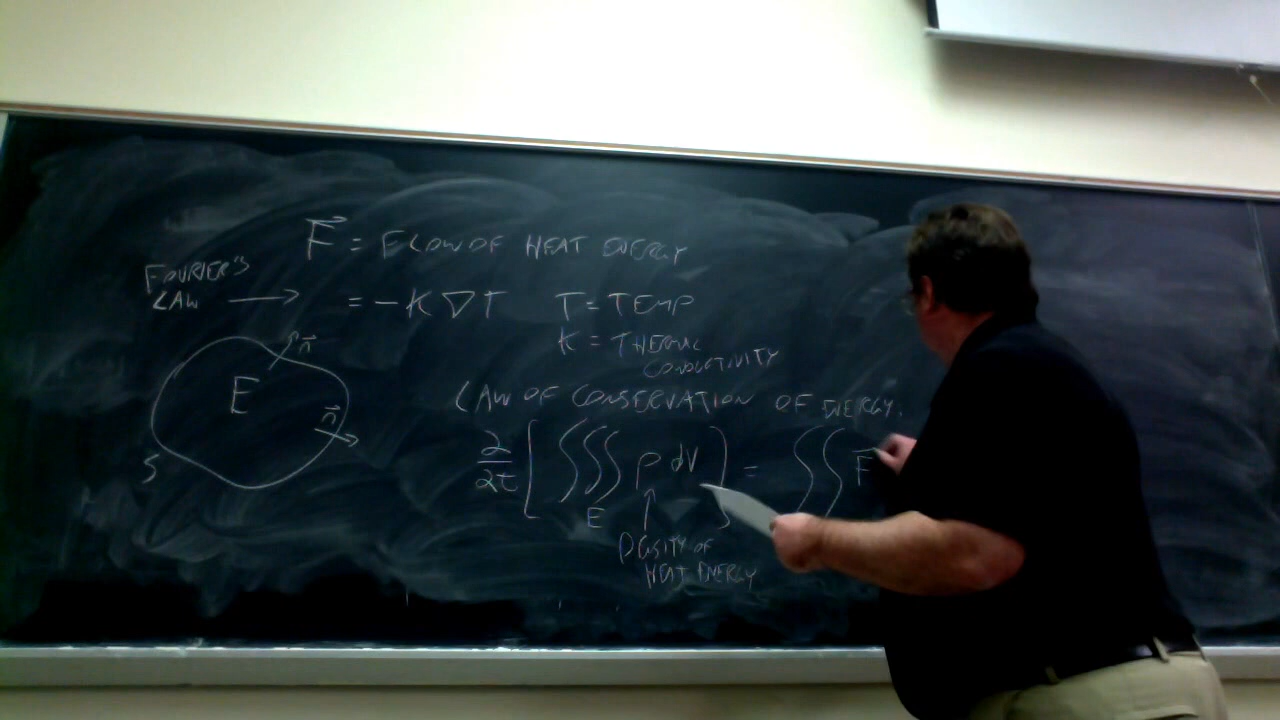 F⃗ = FLOW OF HEAT ENERGY
FOURIER'S
LAW → = -K∇T T = TEMP
K = THERMAL
CONDUCTIVITY
n⃗
E
n⃗
S
LAW OF CONSERVATION OF ENERGY:
∂/∂t [ ∭_E ρ dV ] = ∬ F
↑
DENSITY OF
HEAT ENERGY